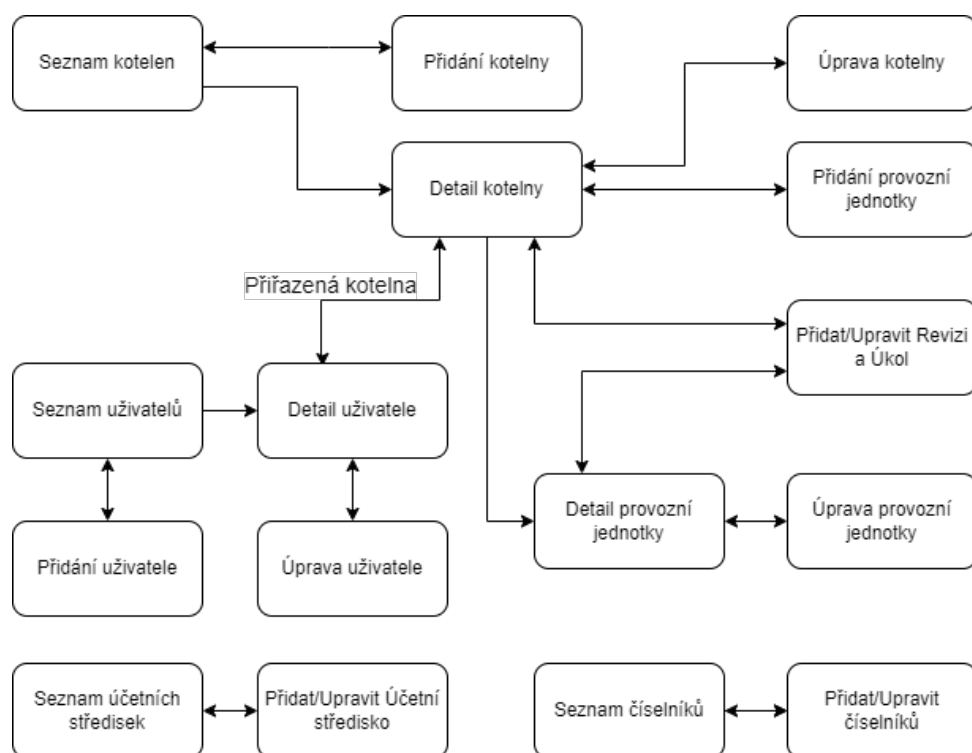 Seznam kotelen
Přidání kotelny
Úprava kotelny
Detail kotelny
Přidání provozní
jednotky
Přiřazená kotelna
Přidat/Upravit Revizi
a Úkol
Seznam uživatelů
Detail uživatele
Detail provozní
jednotky
Úprava provozní
jednotky
Přidání uživatele
Úprava uživatele
Seznam účetních
středisek
Přidat/Upravit Účetní
středisko
Seznam číselníků
Přidat/Upravit
číselníků